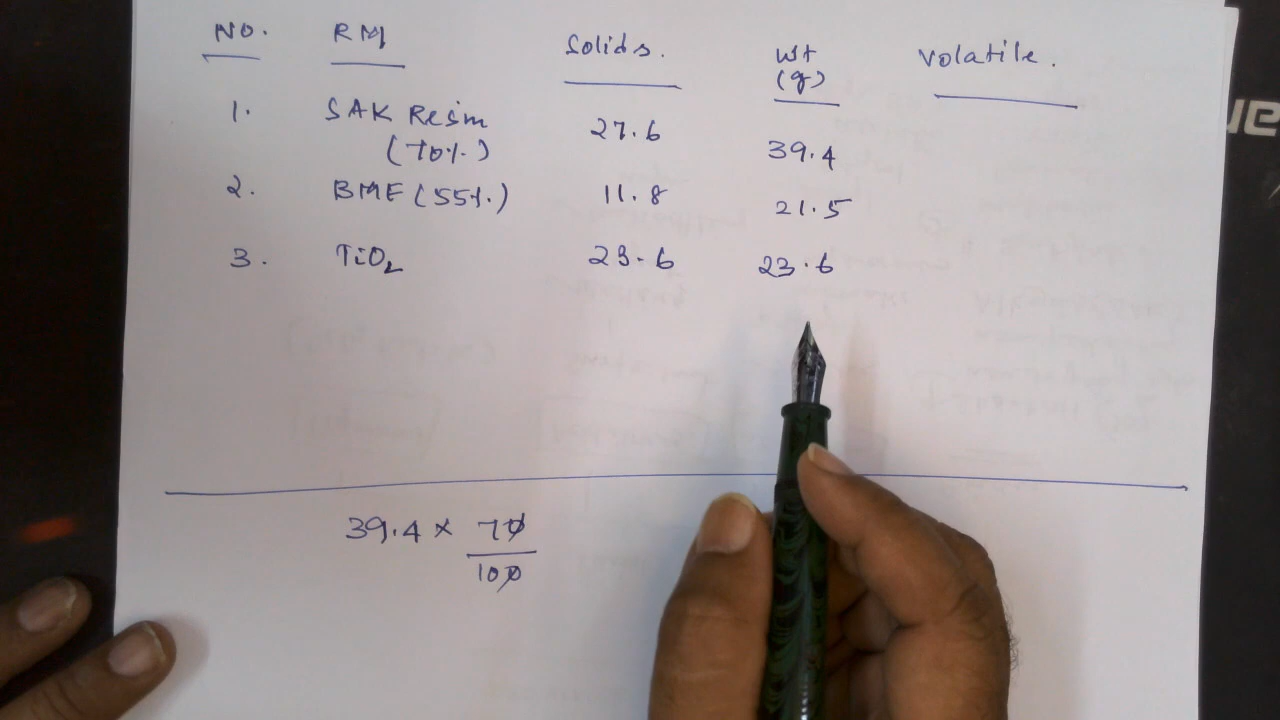 No. RM Solids. Wt (g) Volatile.
1. SAK Resin (70%.) 27.6 39.4
2. BME (55%.) 11.8 21.5
3. TiO2 23.6 23.6
39.4 × 70
100